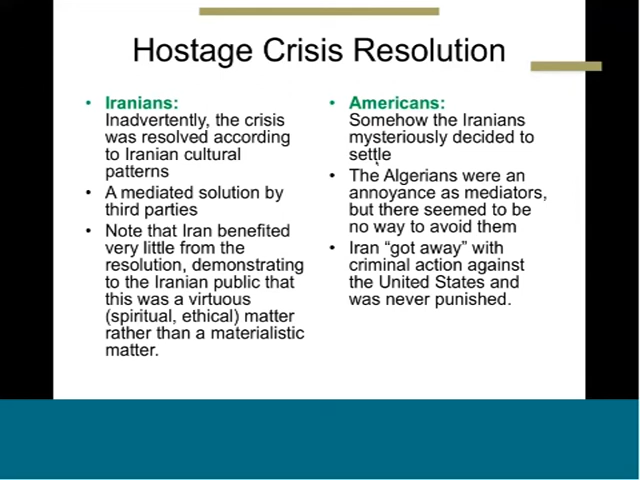 Hostage Crisis Resolution
• Iranians:
Inadvertently, the crisis
was resolved according
to Iranian cultural
patterns
• A mediated solution by
third parties
• Note that Iran benefited
very little from the
resolution, demonstrating
to the Iranian public that
this was a virtuous
(spiritual, ethical) matter
rather than a materialistic
matter.
• Americans:
Somehow the Iranians
mysteriously decided to
settle
• The Algerians were an
annoyance as mediators,
but there seemed to be
no way to avoid them
• Iran “got away” with
criminal action against
the United States and
was never punished.